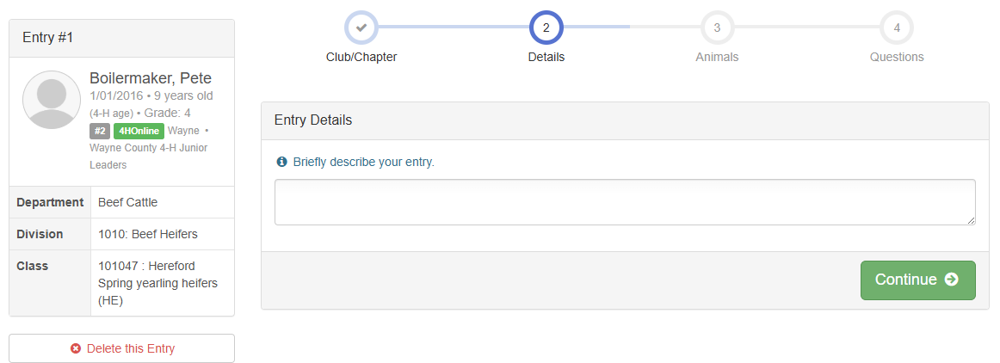 Entry #1
Boilermaker, Pete
1/01/2016 • 9 years old
(4-H age) • Grade: 4
#2 4HOnline Wayne •
Wayne County 4-H Junior
Leaders
Department Beef Cattle
Division 1010: Beef Heifers
Class 101047 : Hereford
Spring yearling heifers
(HE)
Delete this Entry
2 3 4
Club/Chapter Details Animals Questions
Entry Details
Briefly describe your entry.
Continue